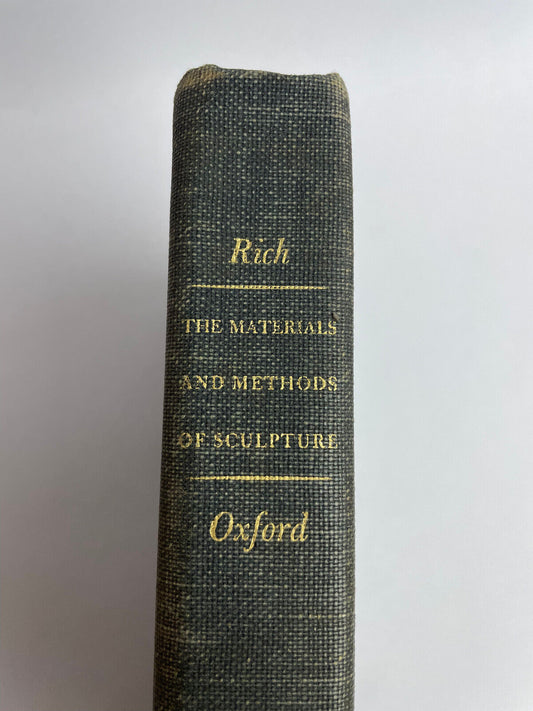 Rich
THE MATERIALS
AND METHODS
OF SCULPTURE
Oxford